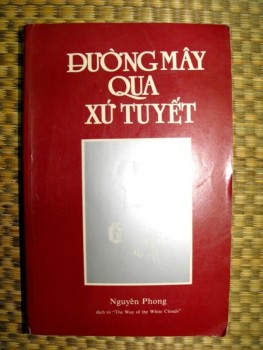 ĐƯỜNG MÂY
QUA
XỨ TUYẾT
Nguyên Phong
dịch từ "The Way of the White Clouds"